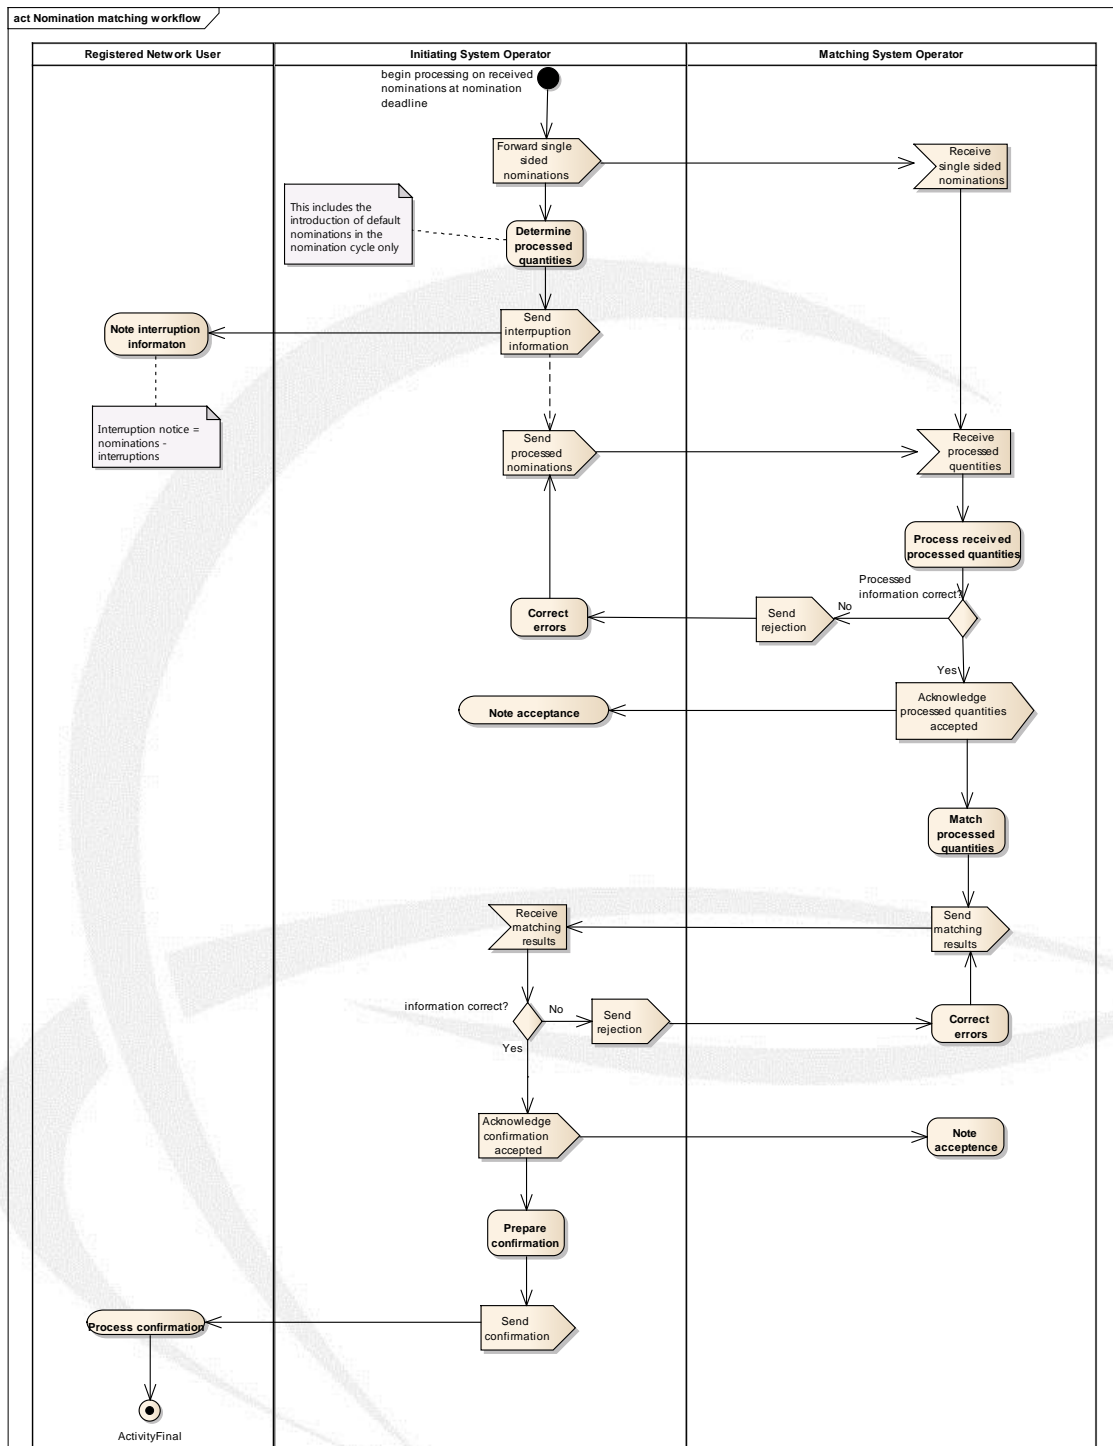 act Nomination matching workflow
Registered Network User
Initiating System Operator
Matching System Operator
begin processing on received
nominations at nomination
deadline
Forward single
sided
nominations
Receive
single sided
nominations
This includes the
introduction of default
nominations in the
nomination cycle only
Determine
processed
quantities
Send
interrpuption
information
Note interruption
informaton
Interruption notice =
nominations -
interruptions
Send
processed
nominations
Receive
processed
quentities
Process received
processed quantities
Processed
information correct?
No
Send
rejection
Correct
errors
Yes
Acknowledge
processed quantities
accepted
Note acceptance
Match
processed
quantities
Send
matching
results
Receive
matching
results
information correct?
No
Send
rejection
Correct
errors
Yes
Acknowledge
confirmation
accepted
Note
acceptence
Prepare
confirmation
Send
confirmation
Process confirmation
ActivityFinal